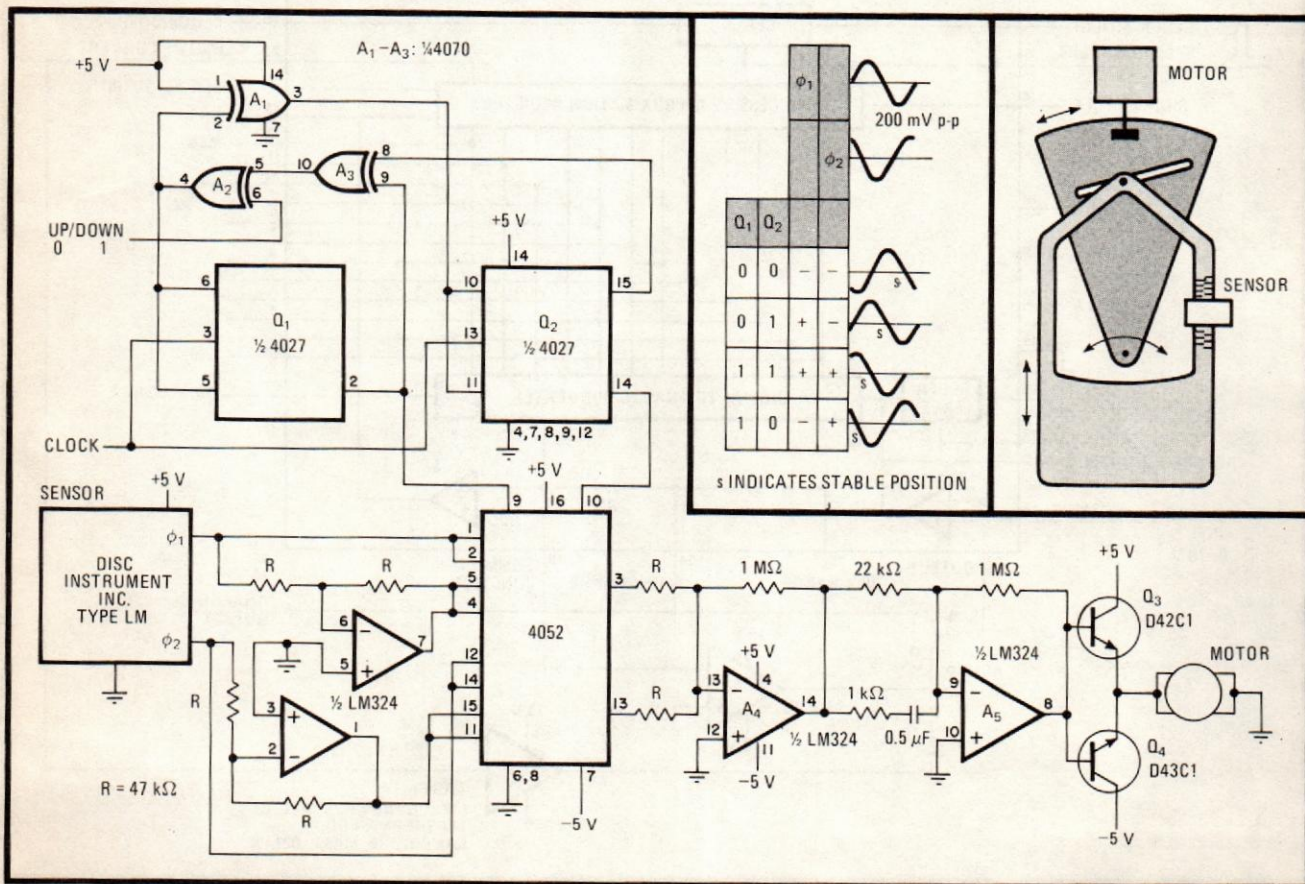 A₁–A₃: ¼4070
+5 V
1
14
A₁
3
2
7
10
8
A₃
9
4
A₂
5
6
UP/DOWN
0 1
+5 V
14
6
Q₁
½ 4027
3
5
2
10
15
Q₂
½ 4027
13
11
14
4,7,8,9,12
CLOCK
ϕ₁
200 mV p-p
ϕ₂
Q₁ Q₂
0 0 – – s
0 1 + – s
1 1 + + s
1 0 – + s
s INDICATES STABLE POSITION
MOTOR
SENSOR
SENSOR
+5 V
DISC
INSTRUMENT
INC.
TYPE LM
ϕ₁
ϕ₂
R
R
6
–
7
5
+
½ LM324
R
3
+
1
2
–
R
R = 47 kΩ
+5 V
9 16 10
1
2
5
4
12
14
15
11
4052
3
13
6,8
7
–5 V
R
R
1 MΩ
22 kΩ
1 MΩ
+5 V
13
–
4
A₄
14
12
+
11
–5 V
½ LM324
1 kΩ
0.5 μF
½ LM324
9
–
A₅
8
10
+
+5 V
Q₃
D42C1
MOTOR
Q₄
D43C1
–5 V